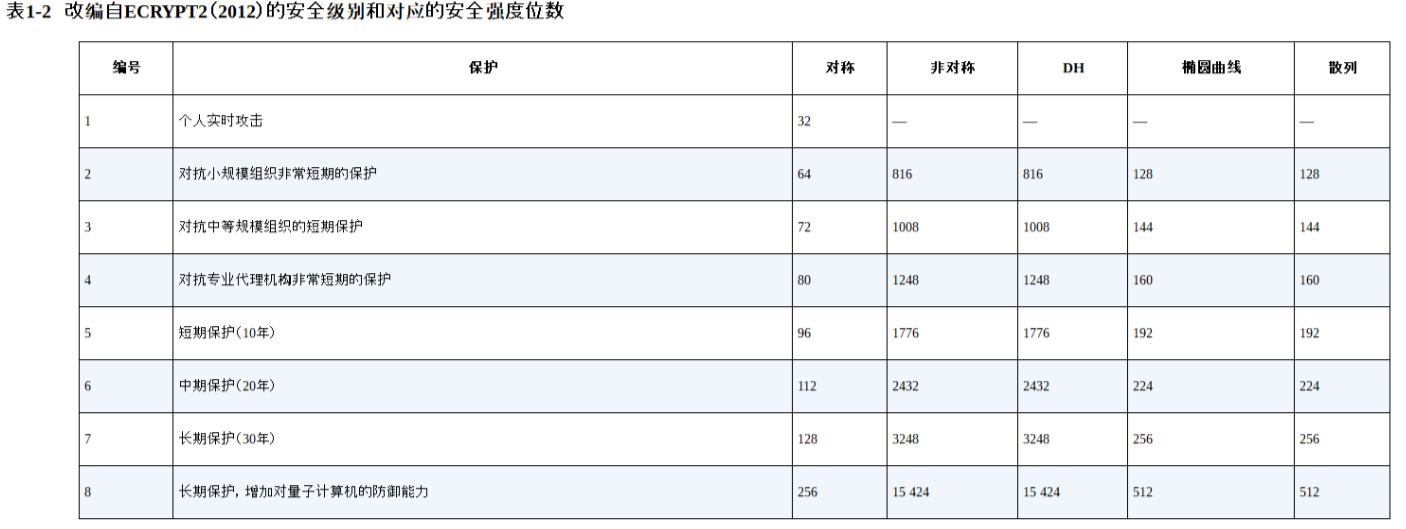 表1-2 改编自ECRYPT2(2012)的安全级别和对应的安全强度位数
编号 保护 对称 非对称 DH 椭圆曲线 散列
1 个人实时攻击 32 — — — —
2 对抗小规模组织非常短期的保护 64 816 816 128 128
3 对抗中等规模组织的短期保护 72 1008 1008 144 144
4 对抗专业代理机构非常短期的保护 80 1248 1248 160 160
5 短期保护(10年) 96 1776 1776 192 192
6 中期保护(20年) 112 2432 2432 224 224
7 长期保护(30年) 128 3248 3248 256 256
8 长期保护, 增加对量子计算机的防御能力 256 15 424 15 424 512 512